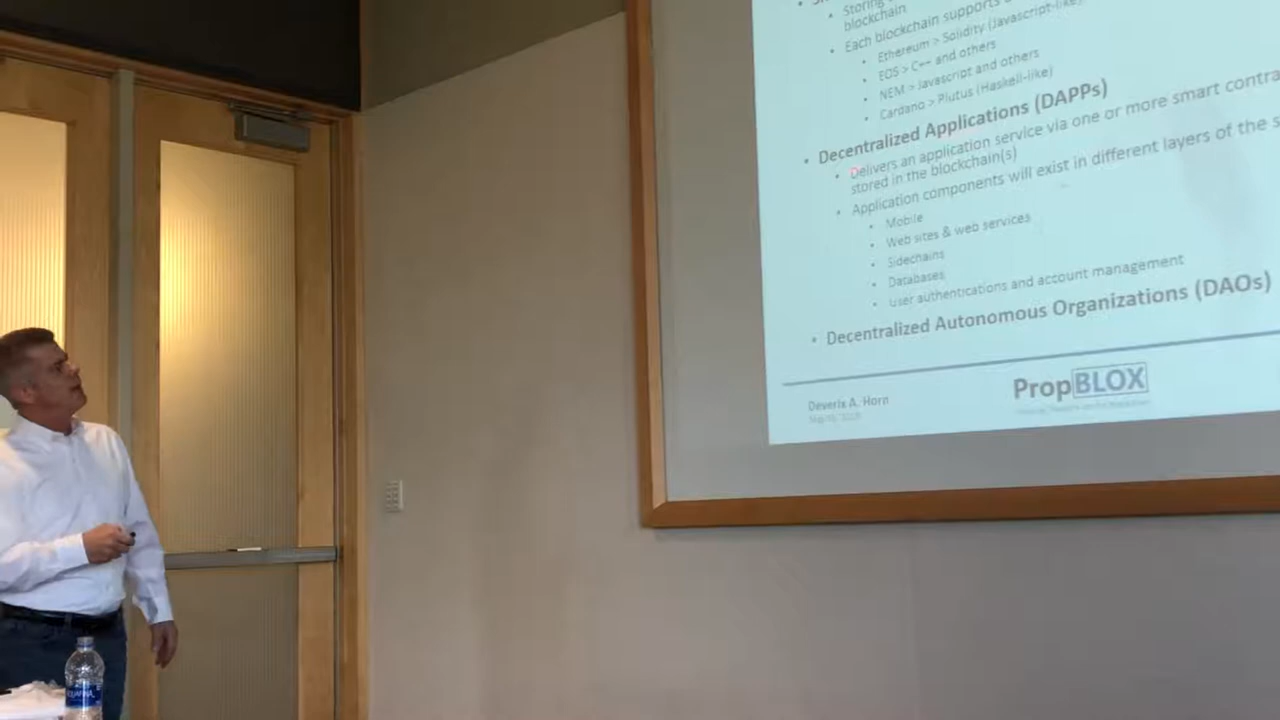 Storing
blockchain
Each blockchain supports
Ethereum > Solidity (Javascript-like)
EOS > C++ and others
NEM > Javascript and others
Cardano > Plutus (Haskell-like)
Decentralized Applications (DAPPs)
Delivers an application service via one or more smart contra
stored in the blockchain(s)
Application components will exist in different layers of the s
Mobile
Web sites & web services
Sidechains
Databases
User authentications and account management
Decentralized Autonomous Organizations (DAOs)
Deverix A. Horn
PropBLOX